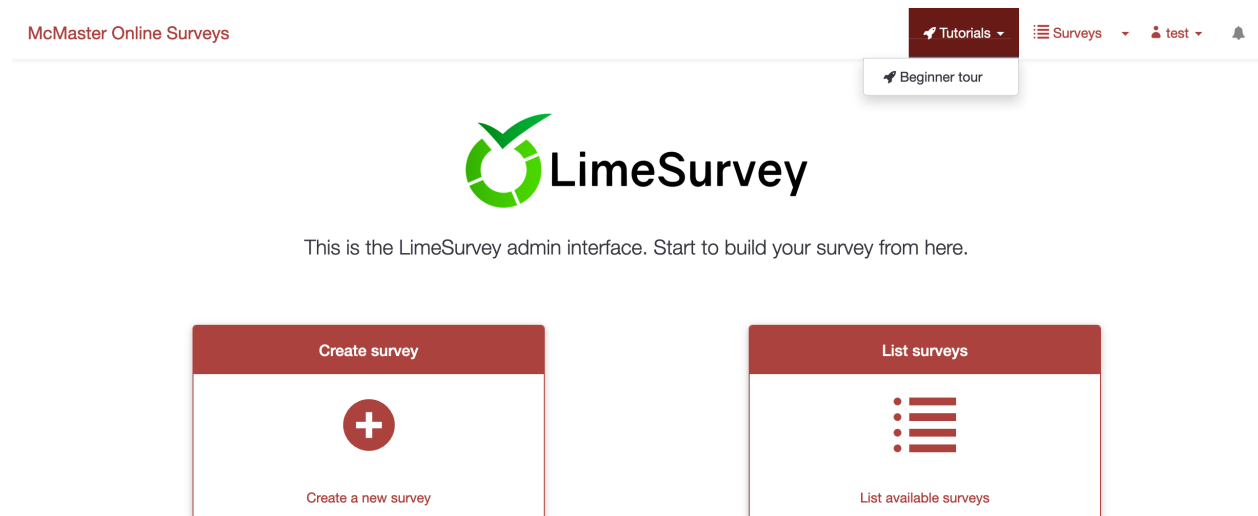 McMaster Online Surveys
Tutorials
Surveys
test
Beginner tour
LimeSurvey
This is the LimeSurvey admin interface. Start to build your survey from here.
Create survey
List surveys
Create a new survey
List available surveys